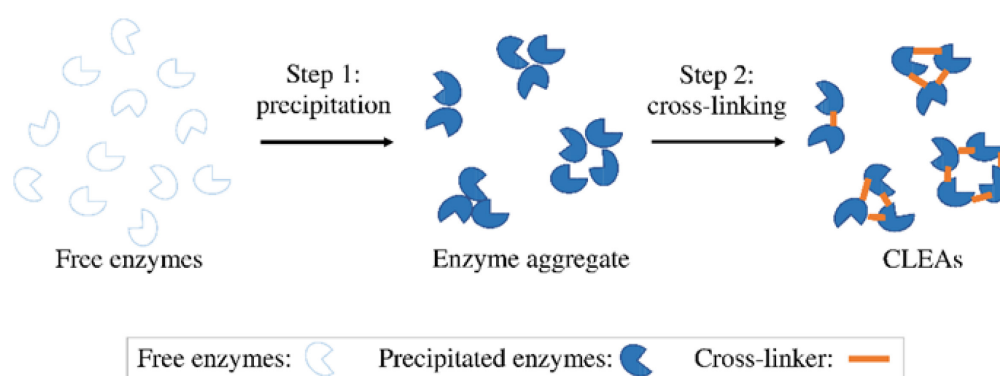 Step 1:
precipitation
Step 2:
cross-linking
Free enzymes
Enzyme aggregate
CLEAs
Free enzymes:
Precipitated enzymes:
Cross-linker: